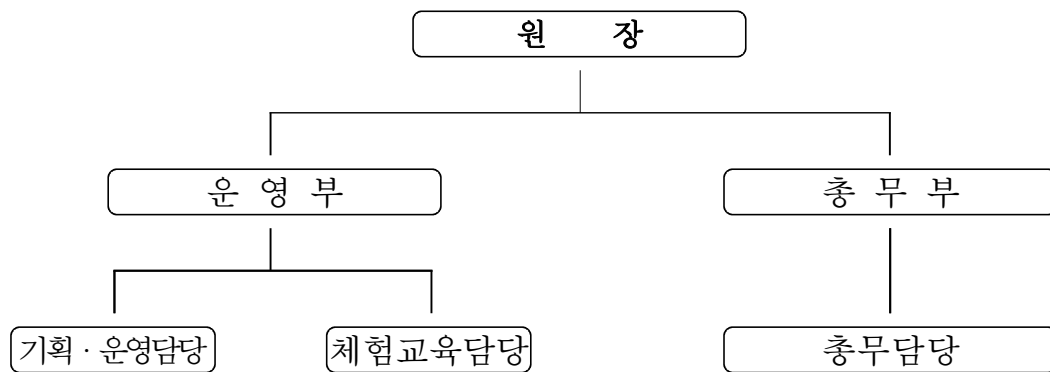 원 장
운 영 부 총 무 부
기획 · 운영담당 체험교육담당 총무담당